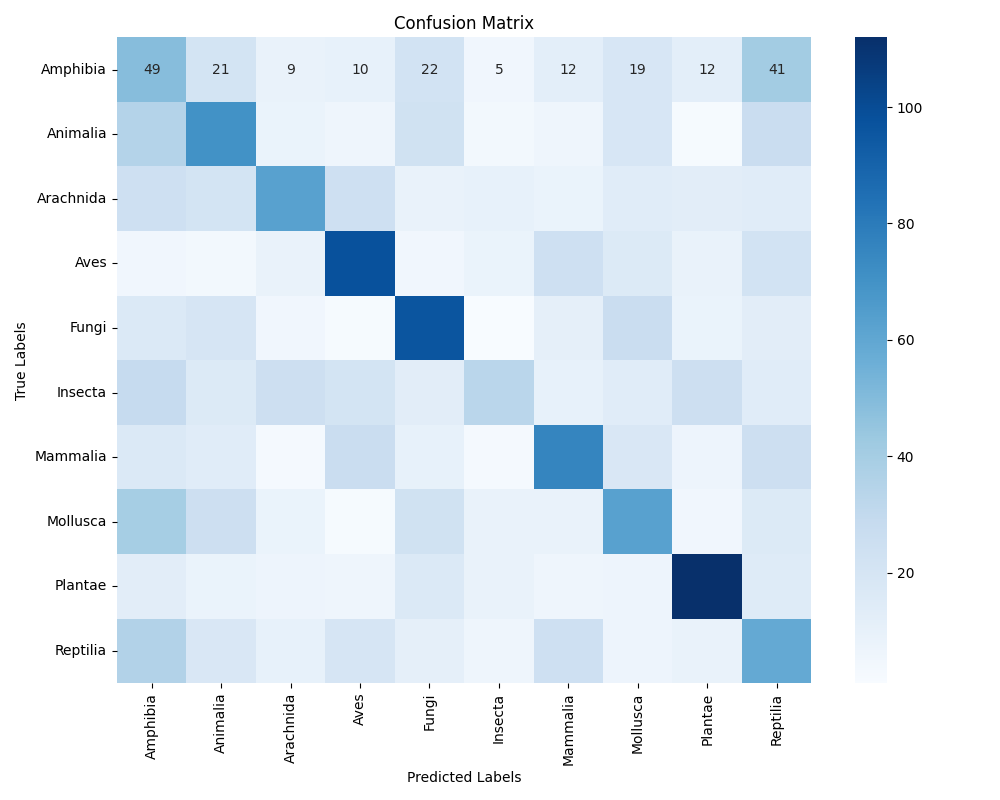 Confusion Matrix
Amphibia 49 21 9 10 22 5 12 19 12 41
Animalia
Arachnida
Aves
Fungi
Insecta
Mammalia
Mollusca
Plantae
Reptilia
True Labels
Amphibia Animalia Arachnida Aves Fungi Insecta Mammalia Mollusca Plantae Reptilia
Predicted Labels
100
80
60
40
20